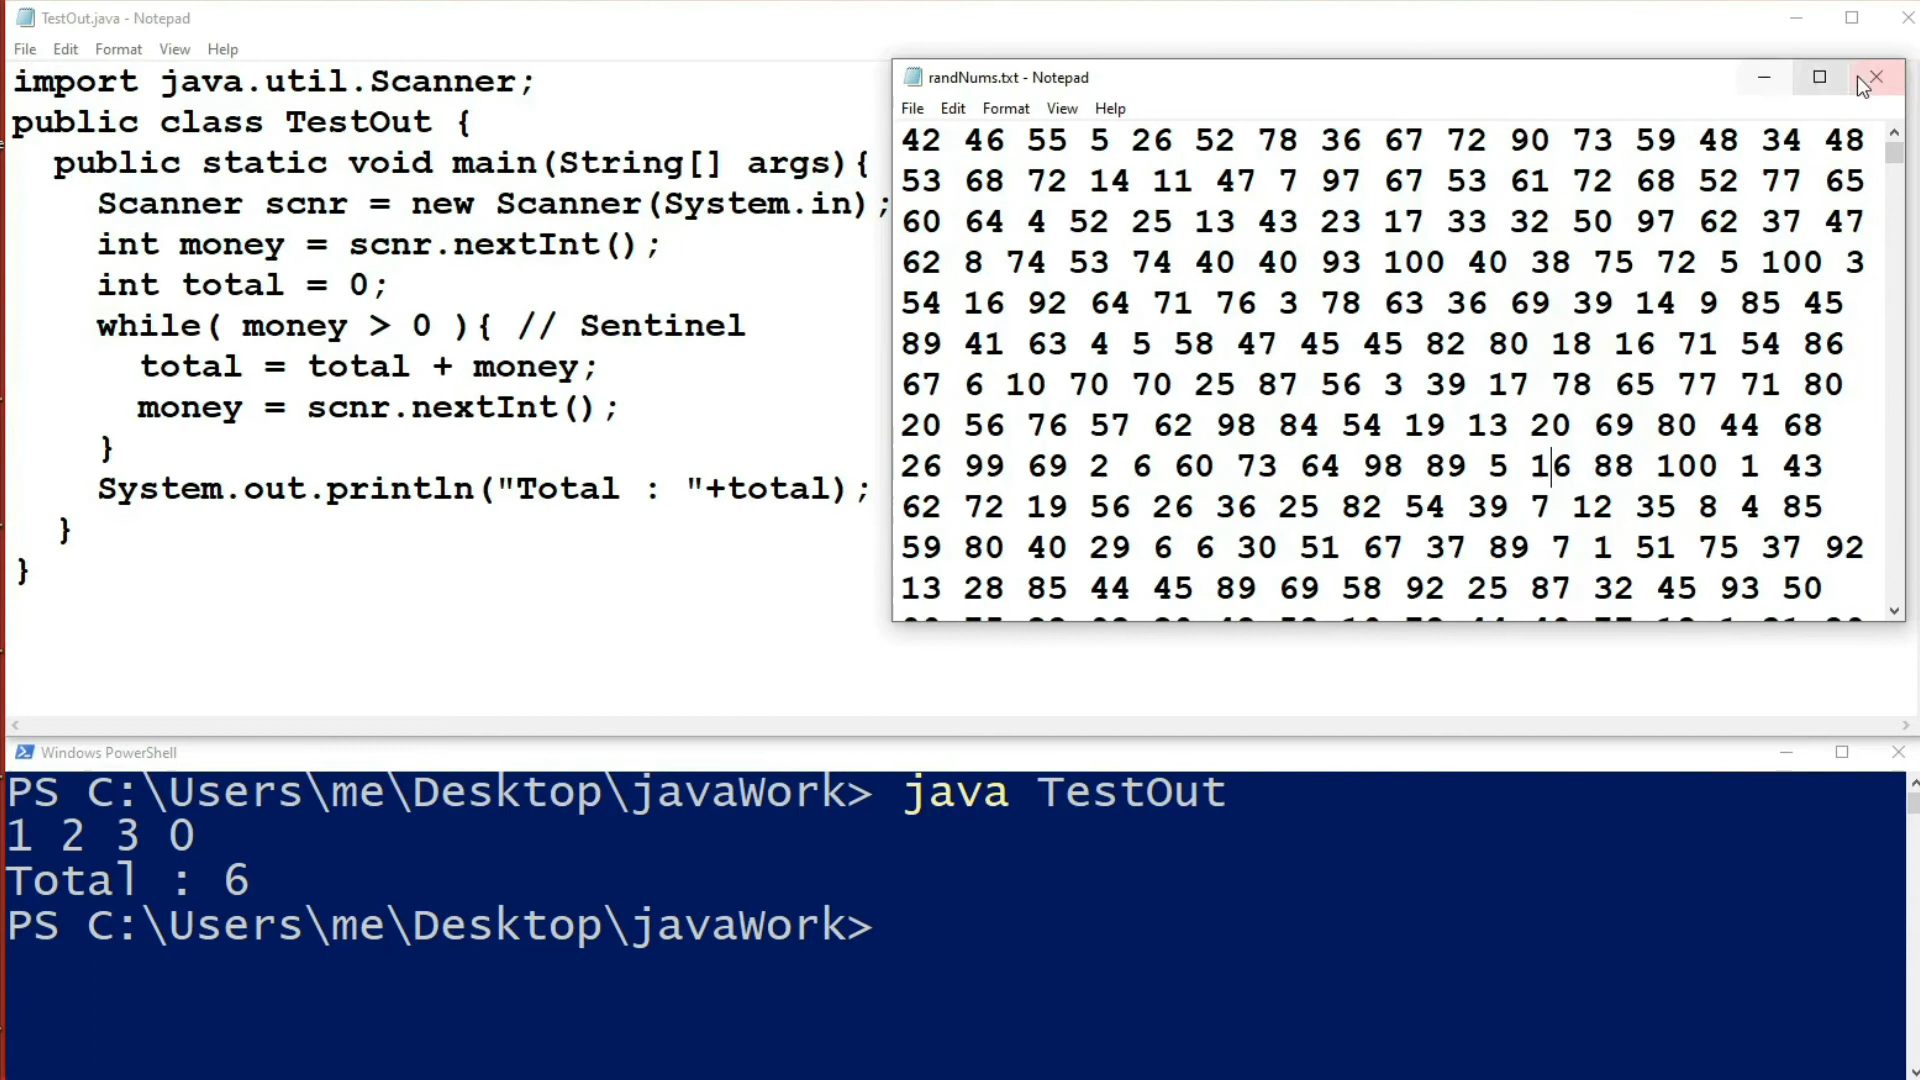 TestOut.java - Notepad
File Edit Format View Help
import java.util.Scanner;
public class TestOut {
public static void main(String[] args){
Scanner scnr = new Scanner(System.in);
int money = scnr.nextInt();
int total = 0;
while( money > 0 ){ // Sentinel
total = total + money;
money = scnr.nextInt();
}
System.out.println("Total : "+total);
}
}
randNums.txt - Notepad
File Edit Format View Help
42 46 55 5 26 52 78 36 67 72 90 73 59 48 34 48
53 68 72 14 11 47 7 97 67 53 61 72 68 52 77 65
60 64 4 52 25 13 43 23 17 33 32 50 97 62 37 47
62 8 74 53 74 40 40 93 100 40 38 75 72 5 100 3
54 16 92 64 71 76 3 78 63 36 69 39 14 9 85 45
89 41 63 4 5 58 47 45 45 82 80 18 16 71 54 86
67 6 10 70 70 25 87 56 3 39 17 78 65 77 71 80
20 56 76 57 62 98 84 54 19 13 20 69 80 44 68
26 99 69 2 6 60 73 64 98 89 5 16 88 100 1 43
62 72 19 56 26 36 25 82 54 39 7 12 35 8 4 85
59 80 40 29 6 6 30 51 67 37 89 7 1 51 75 37 92
13 28 85 44 45 89 69 58 92 25 87 32 45 93 50
Windows PowerShell
PS C:\Users\me\Desktop\javaWork> java TestOut
1 2 3 0
Total : 6
PS C:\Users\me\Desktop\javaWork>